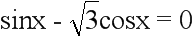 sinx - √3cosx = 0